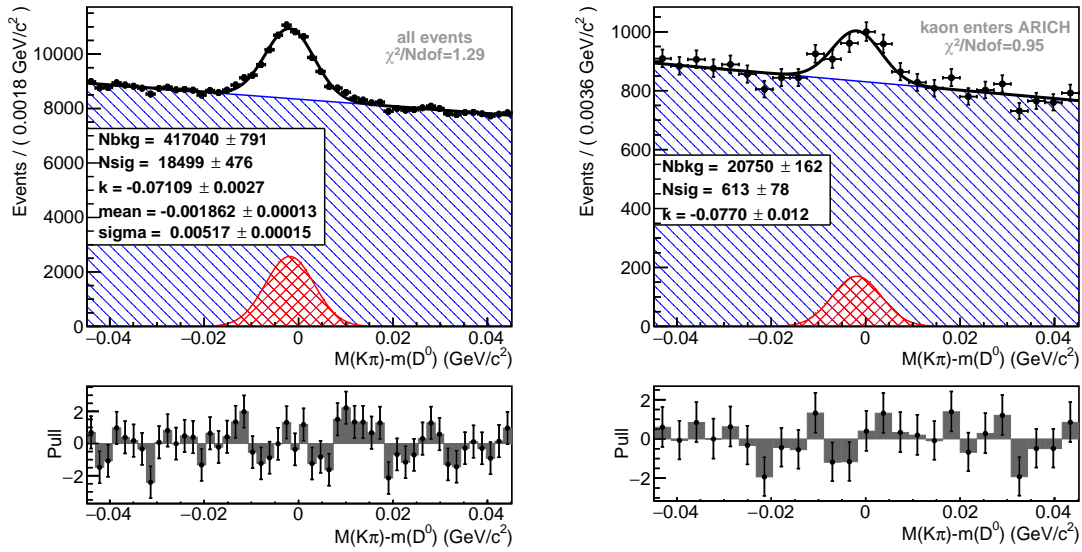 Events / ( 0.0018 GeV/c²)
10000
8000
6000
4000
2000
0
all events
χ²/Ndof=1.29
Nbkg = 417040 ± 791
Nsig = 18499 ± 476
k = -0.07109 ± 0.0027
mean = -0.001862 ± 0.00013
sigma = 0.00517 ± 0.00015
−0.04 −0.02 0 0.02 0.04
M(Kπ)-m(D⁰) (GeV/c²)
Pull
2
0
−2
−0.04 −0.02 0 0.02 0.04
M(Kπ)-m(D⁰) (GeV/c²)
Events / ( 0.0036 GeV/c²)
1000
800
600
400
200
0
kaon enters ARICH
χ²/Ndof=0.95
Nbkg = 20750 ± 162
Nsig = 613 ± 78
k = -0.0770 ± 0.012
−0.04 −0.02 0 0.02 0.04
M(Kπ)-m(D⁰) (GeV/c²)
Pull
2
0
−2
−0.04 −0.02 0 0.02 0.04
M(Kπ)-m(D⁰) (GeV/c²)